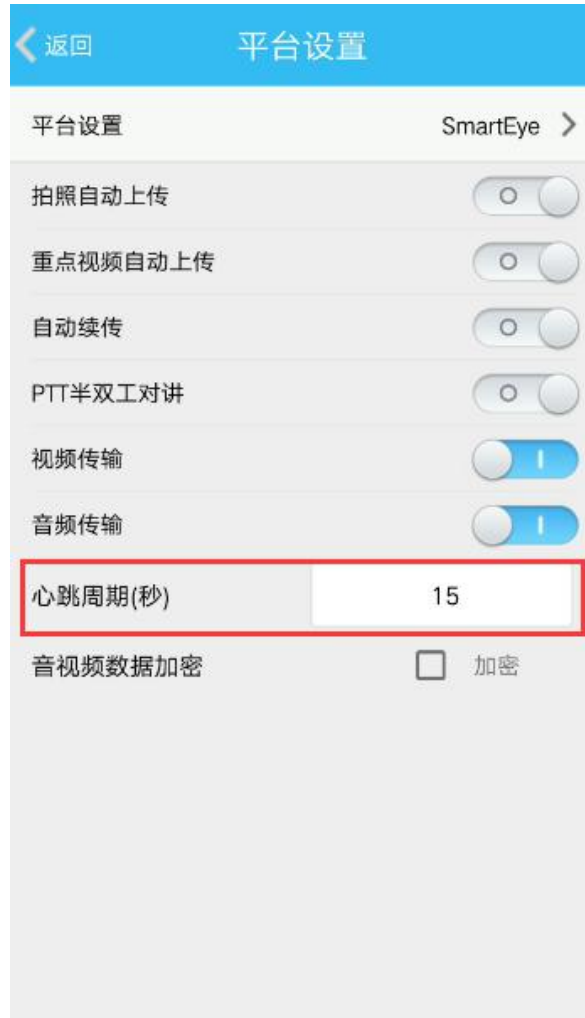 返回 平台设置
平台设置 SmartEye
拍照自动上传
重点视频自动上传
自动续传
PTT半双工对讲
视频传输
音频传输
心跳周期(秒) 15
音视频数据加密 加密